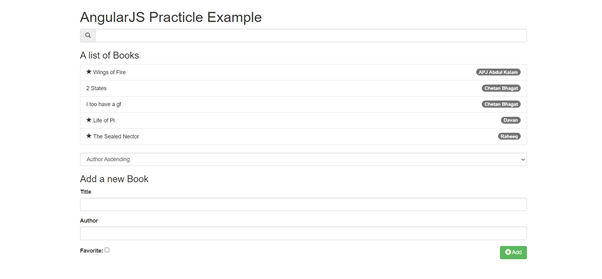 AngularJS Practicle Example
A list of Books
Wings of Fire APJ Abdul Kalam
2 States Chetan Bhagat
I too have a gf Chetan Bhagat
Life of Pi Davan
The Sealed Nector Raheeq
Author Ascending
Add a new Book
Title
Author
Favorite: Add